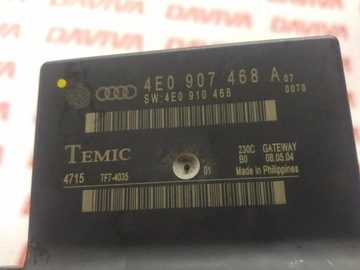 DAVIVA DAVIVA DAVIVA
4E0 907 468 A 07
SW:4E0 910 468 0070
TEMIC
230C GATEWAY
B0 08.05.04
4715 TF7-4035 01 Made in Philippines
DAVIVA